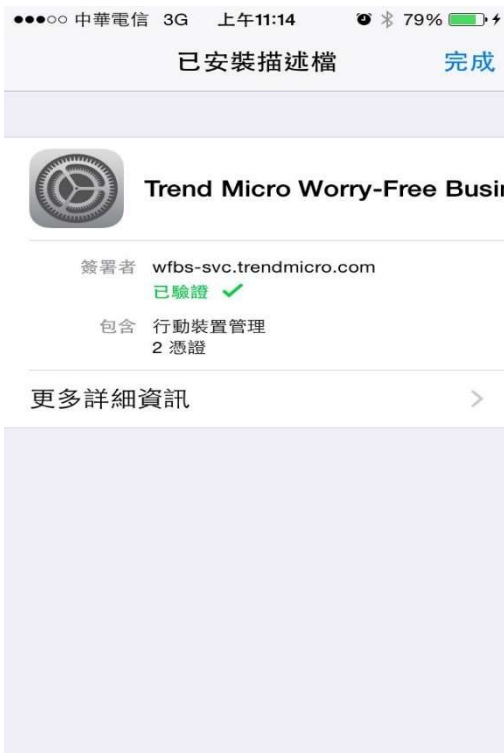 中華電信 3G 上午11:14 79%
已安裝描述檔 完成
Trend Micro Worry-Free Busin
簽署者 wfbs-svc.trendmicro.com
已驗證
包含 行動裝置管理
2 憑證
更多詳細資訊